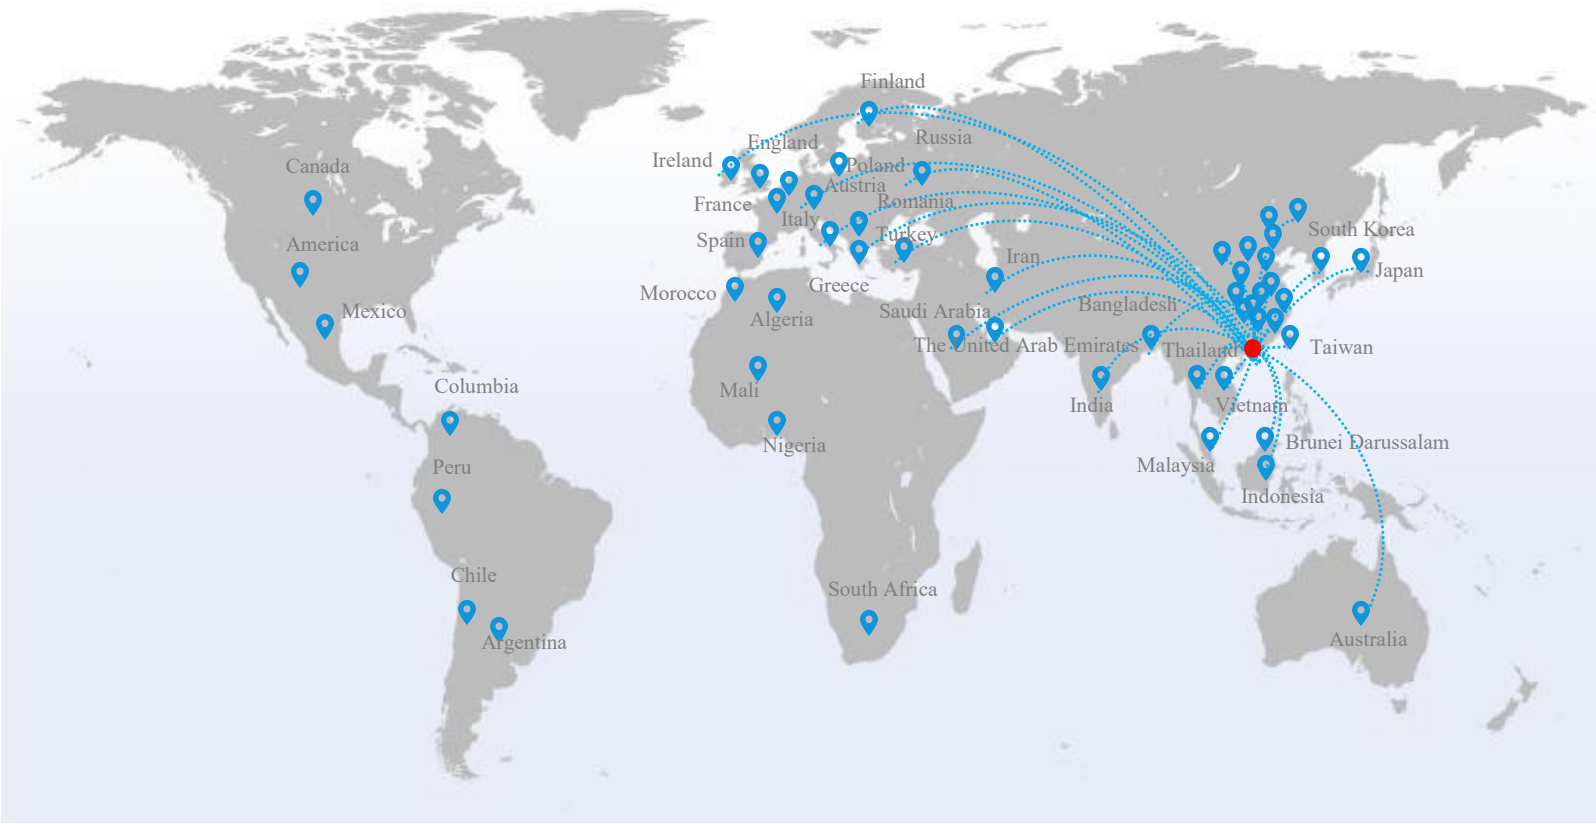 Finland
Russia
England
Ireland
Poland
Canada
Austria
France
Romania
Italy
South Korea
Turkey
Spain
America
Iran
Japan
Greece
Morocco
Bangladesh
Saudi Arabia
Mexico
Algeria
The United Arab Emirates
Thailand
Taiwan
Columbia
Mali
India
Vietnam
Nigeria
Brunei Darussalam
Peru
Malaysia
Indonesia
Chile
South Africa
Argentina
Australia